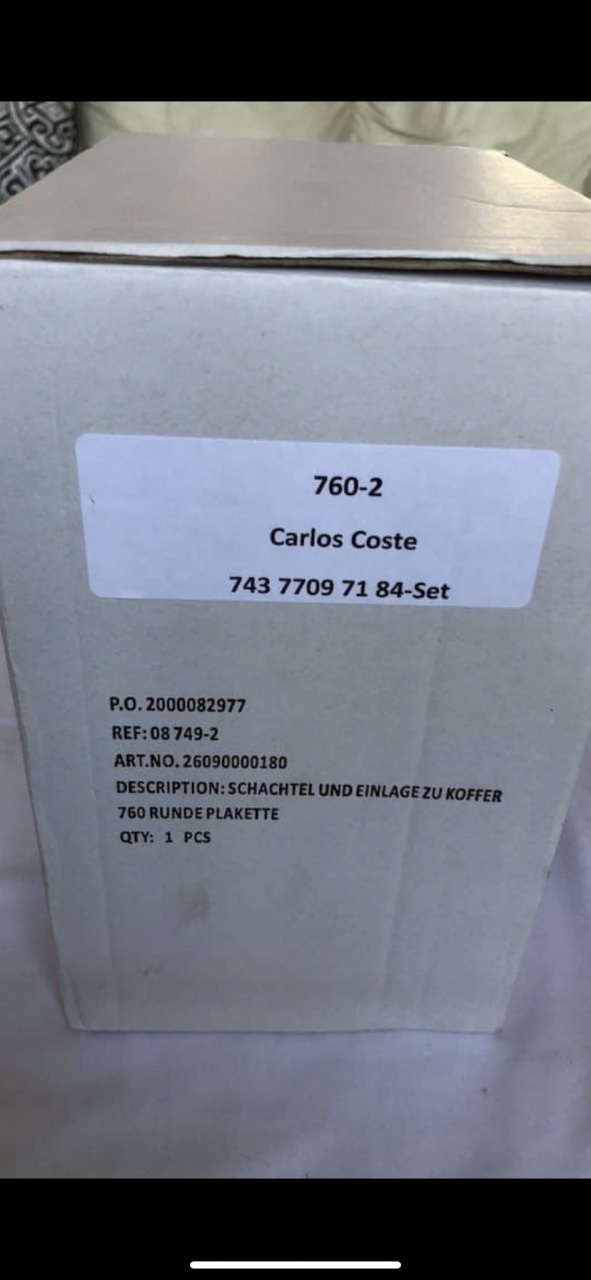 760-2
Carlos Coste
743 7709 71 84-Set
P.O. 2000082977
REF: 08 749-2
ART.NO. 26090000180
DESCRIPTION: SCHACHTEL UND EINLAGE ZU KOFFER
760 RUNDE PLAKETTE
QTY: 1 PCS